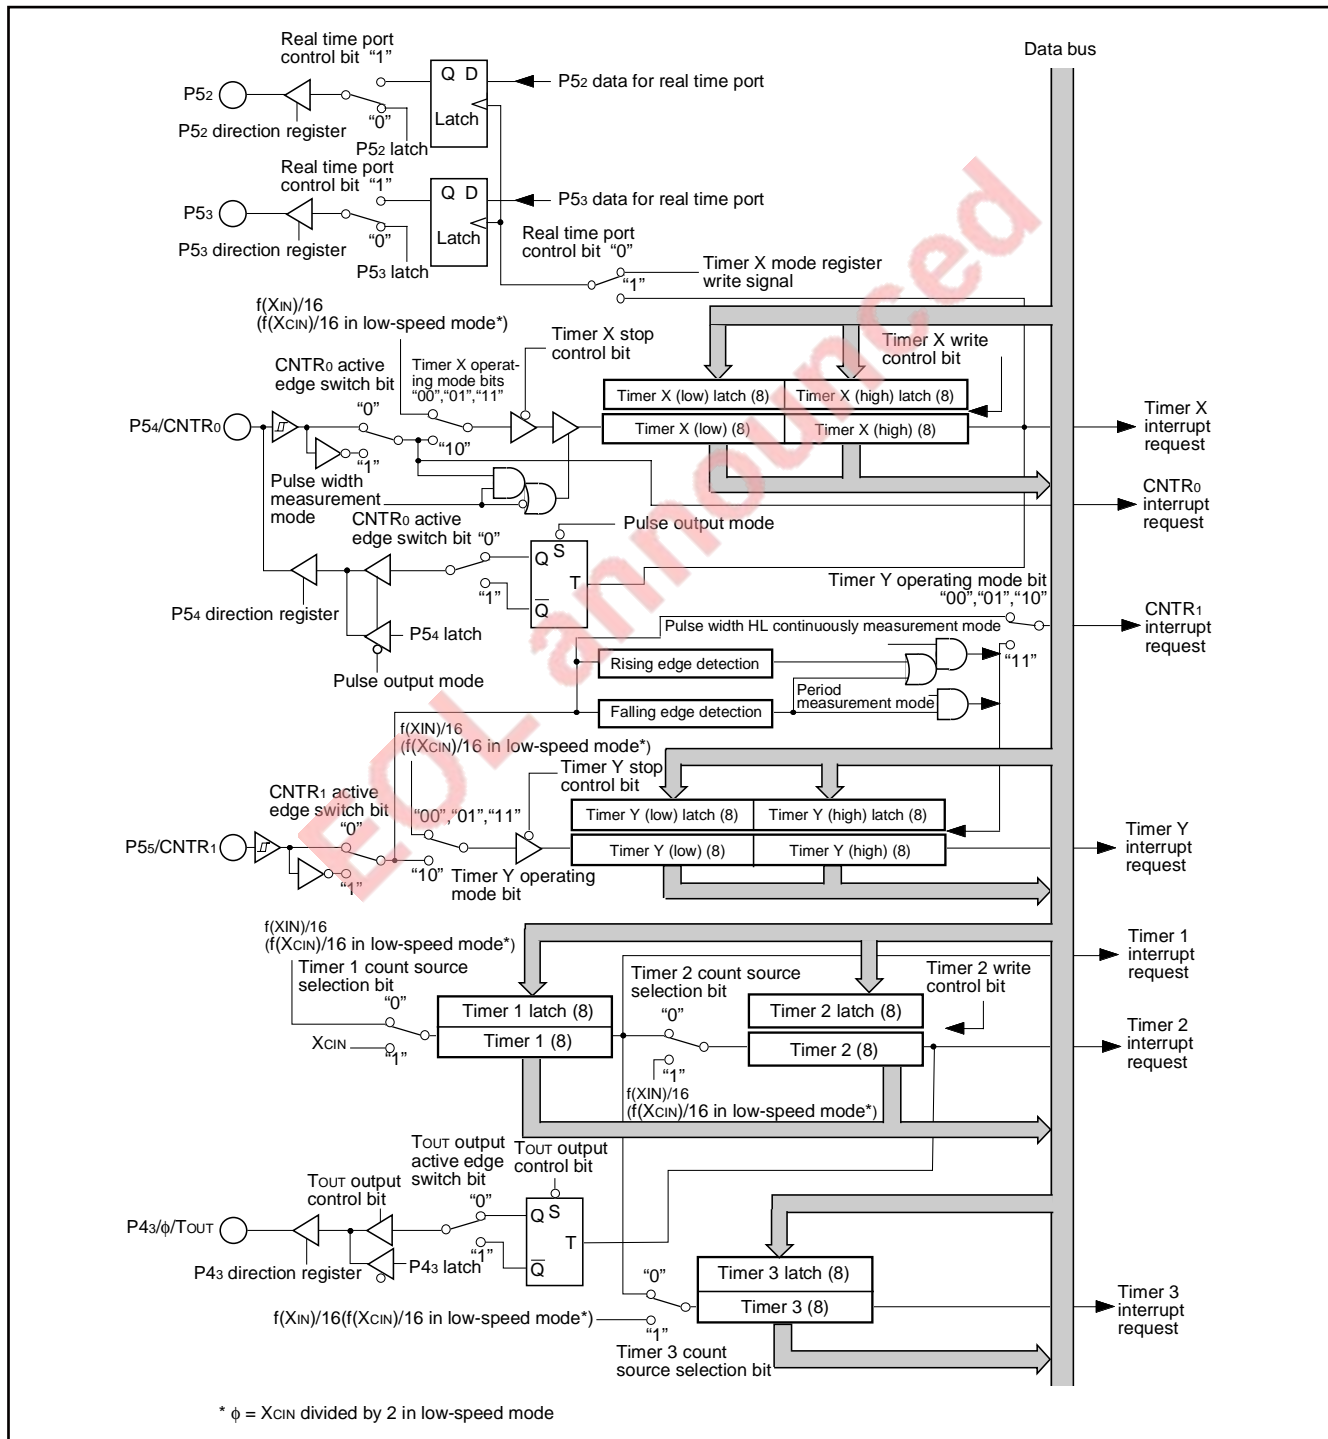 Data bus
Real time port
control bit “1”
Q D
P52 data for real time port
P52
Latch
“0”
P52 direction register
P52 latch
Real time port
control bit “1”
Q D
P53 data for real time port
P53
Latch
“0”
P53 direction register
P53 latch
Real time port
control bit “0”
“1”
Timer X mode register
write signal
f(XIN)/16
(f(XCIN)/16 in low-speed mode*)
Timer X stop
control bit
Timer X write
control bit
CNTR0 active
edge switch bit
Timer X operat-
ing mode bits
“00”,“01”,“11”
Timer X (low) latch (8)
Timer X (high) latch (8)
“0”
P54/CNTR0
Timer X (low) (8)
Timer X (high) (8)
Timer X
interrupt
request
“10”
“1”
Pulse width
measurement
mode
CNTR0
interrupt
request
CNTR0 active
edge switch bit “0”
Pulse output mode
Q S
T
Q
“1”
P54 direction register
P54 latch
Pulse output mode
Timer Y operating mode bit
“00”,“01”,“10”
CNTR1
interrupt
request
Pulse width HL continuously measurement mode
“11”
Rising edge detection
Period
measurement mode
Falling edge detection
f(XIN)/16
(f(XCIN)/16 in low-speed mode*)
Timer Y stop
control bit
CNTR1 active
edge switch bit
“00”,“01”,“11”
Timer Y (low) latch (8)
Timer Y (high) latch (8)
“0”
P55/CNTR1
Timer Y (low) (8)
Timer Y (high) (8)
Timer Y
interrupt
request
“10”
“1”
Timer Y operating
mode bit
f(XIN)/16
(f(XCIN)/16 in low-speed mode*)
Timer 1
interrupt
request
Timer 1 count source
selection bit
Timer 2 count source
selection bit
Timer 2 write
control bit
“0”
Timer 1 latch (8)
“0”
Timer 2 latch (8)
XCIN
“1”
Timer 1 (8)
Timer 2 (8)
Timer 2
interrupt
request
“1”
f(XIN)/16
(f(XCIN)/16 in low-speed mode*)
TOUT output
active edge
switch bit
TOUT output
control bit
TOUT output
control bit
“0”
Q S
P43/ϕ/TOUT
T
“1”
Q
P43 direction register
P43 latch
Timer 3 latch (8)
“0”
Timer 3 (8)
Timer 3
interrupt
request
f(XIN)/16(f(XCIN)/16 in low-speed mode*)
“1”
Timer 3 count
source selection bit
* ϕ = XCIN divided by 2 in low-speed mode
EOL announced